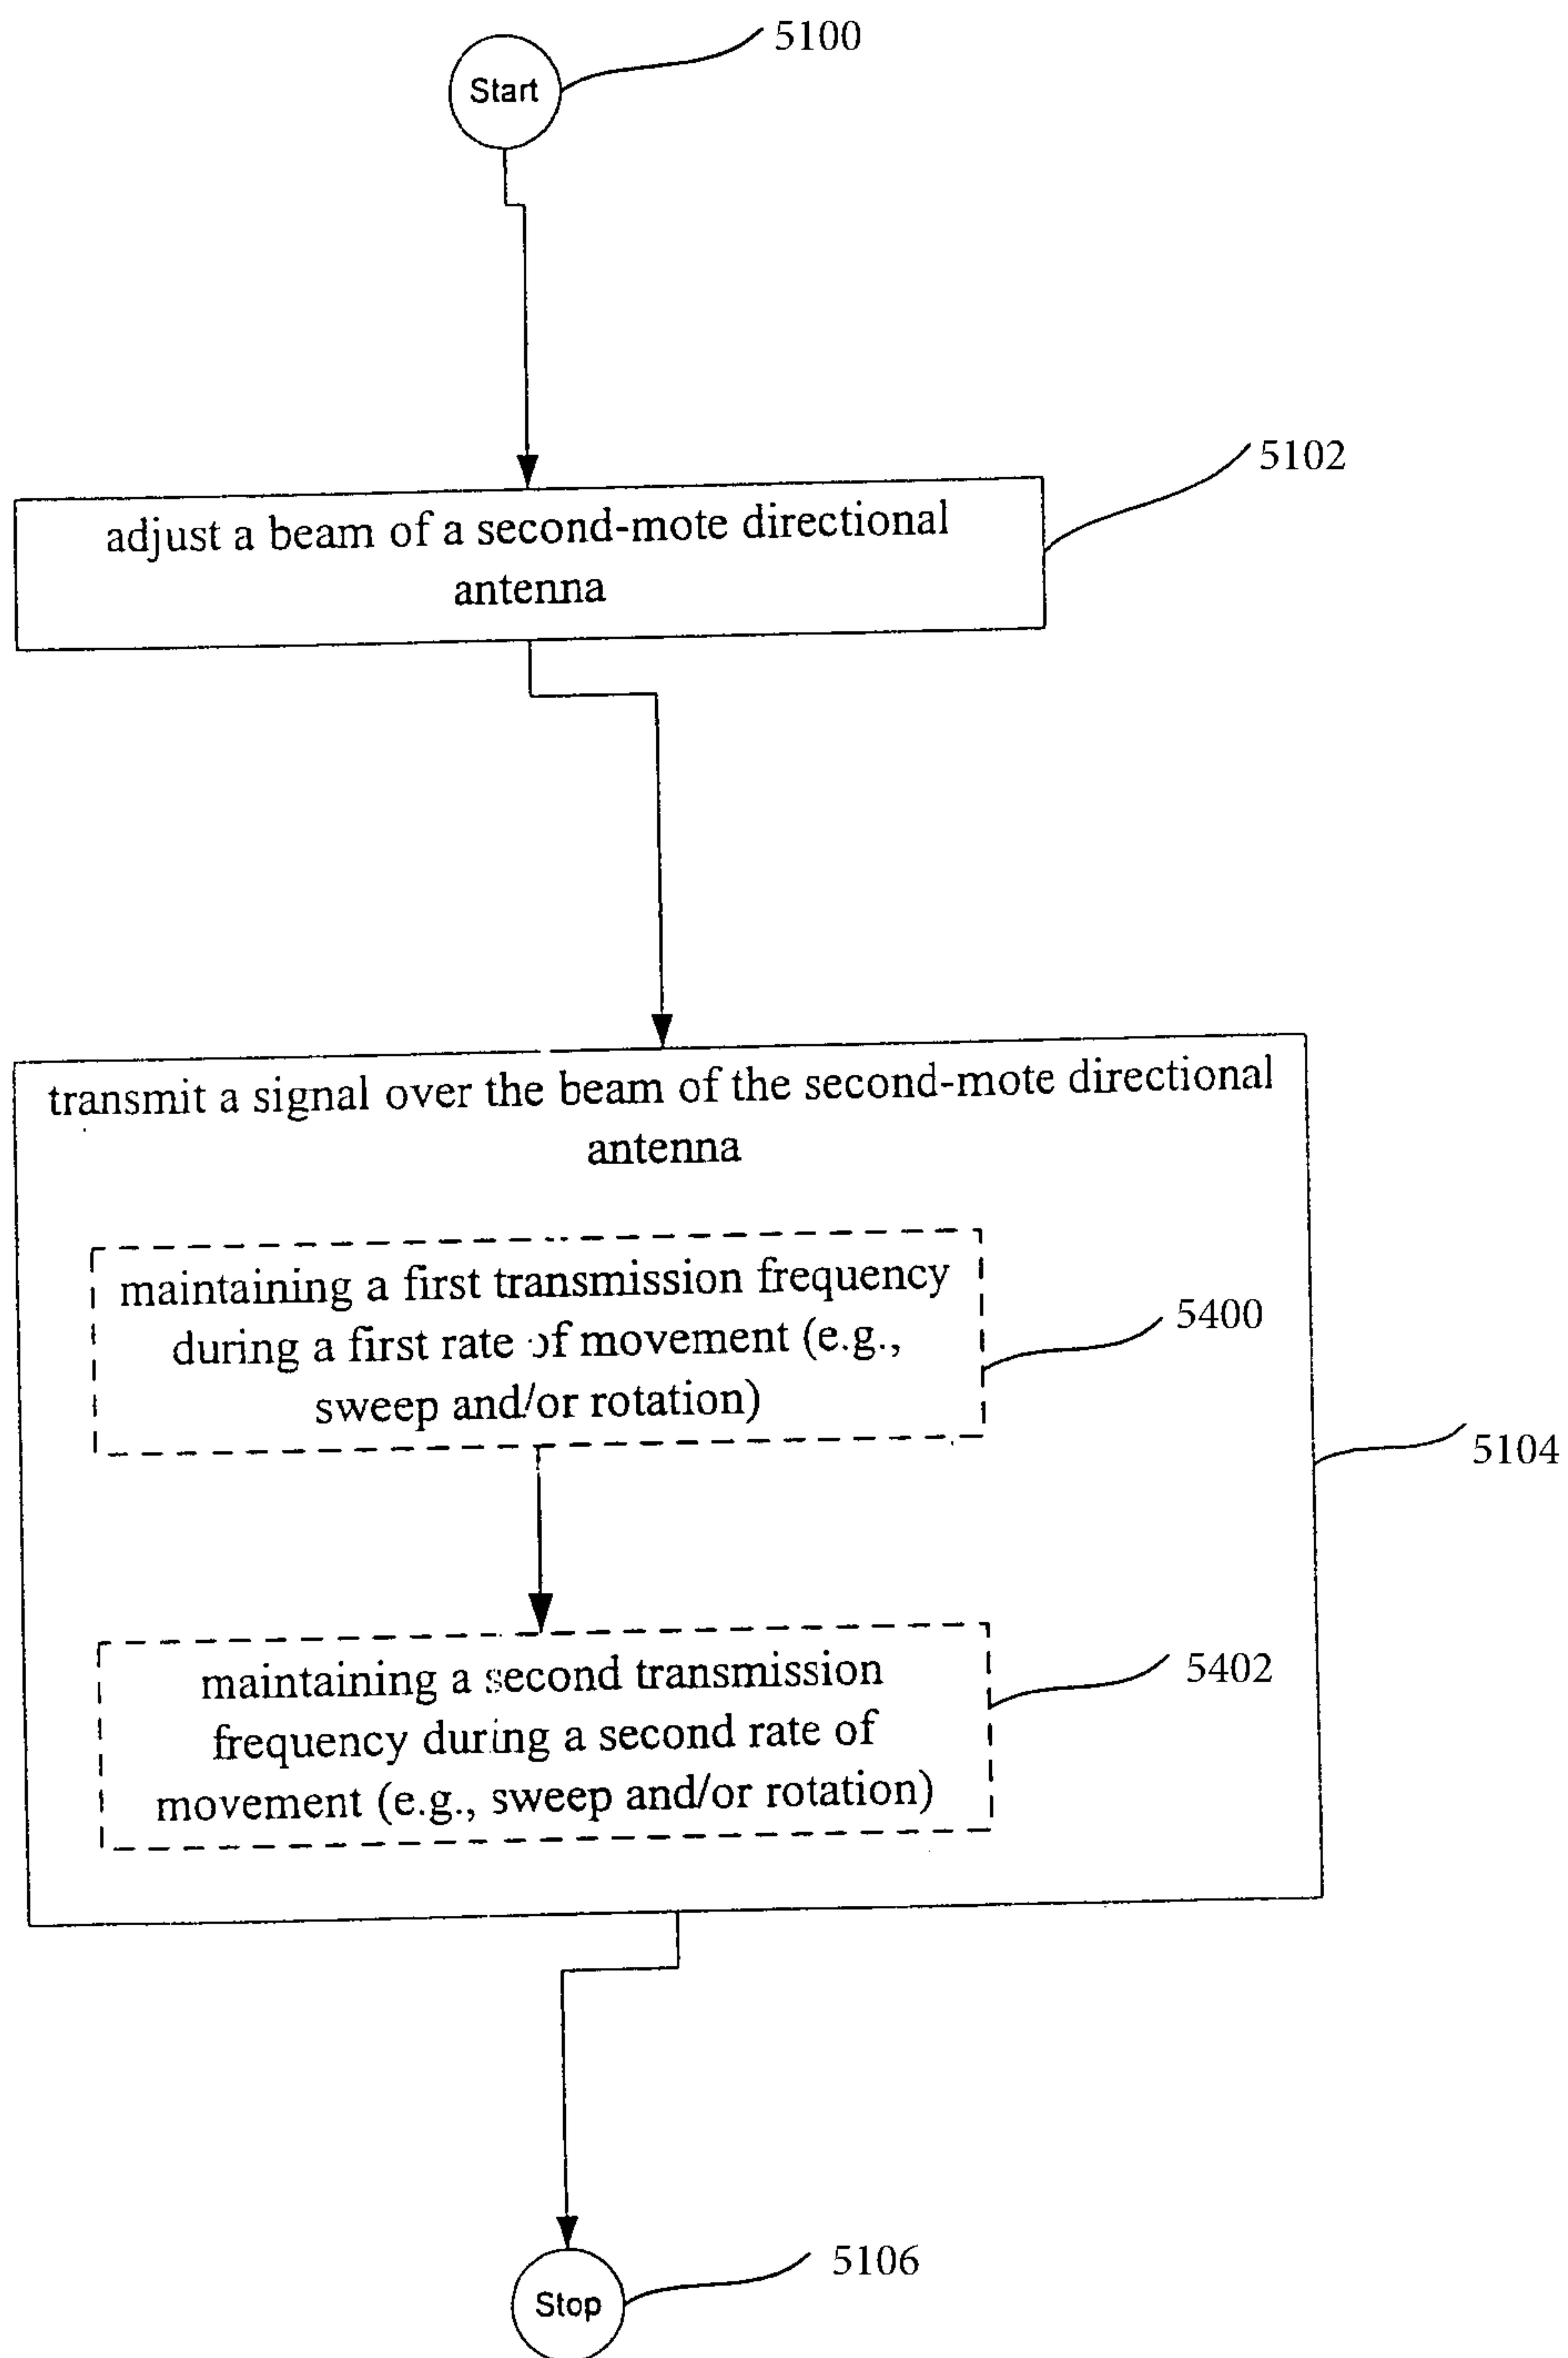 5100
Start
5102
adjust a beam of a second-mote directional
antenna
transmit a signal over the beam of the second-mote directional
antenna
maintaining a first transmission frequency
during a first rate of movement (e.g.,
sweep and/or rotation)
5400
5104
maintaining a second transmission
frequency during a second rate of
movement (e.g., sweep and/or rotation)
5402
5106
Stop